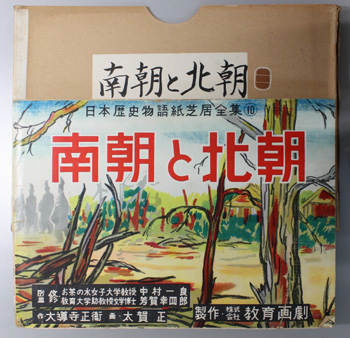 南朝と北朝
日本歴史物語紙芝居全集⑩
南朝と北朝
監修 お茶の水女子大学教授 中村一良
教育大学助教授文学博士 芳賀幸四郎
作 大導寺正衛 画 太賀正
製作・株式会社 教育画劇